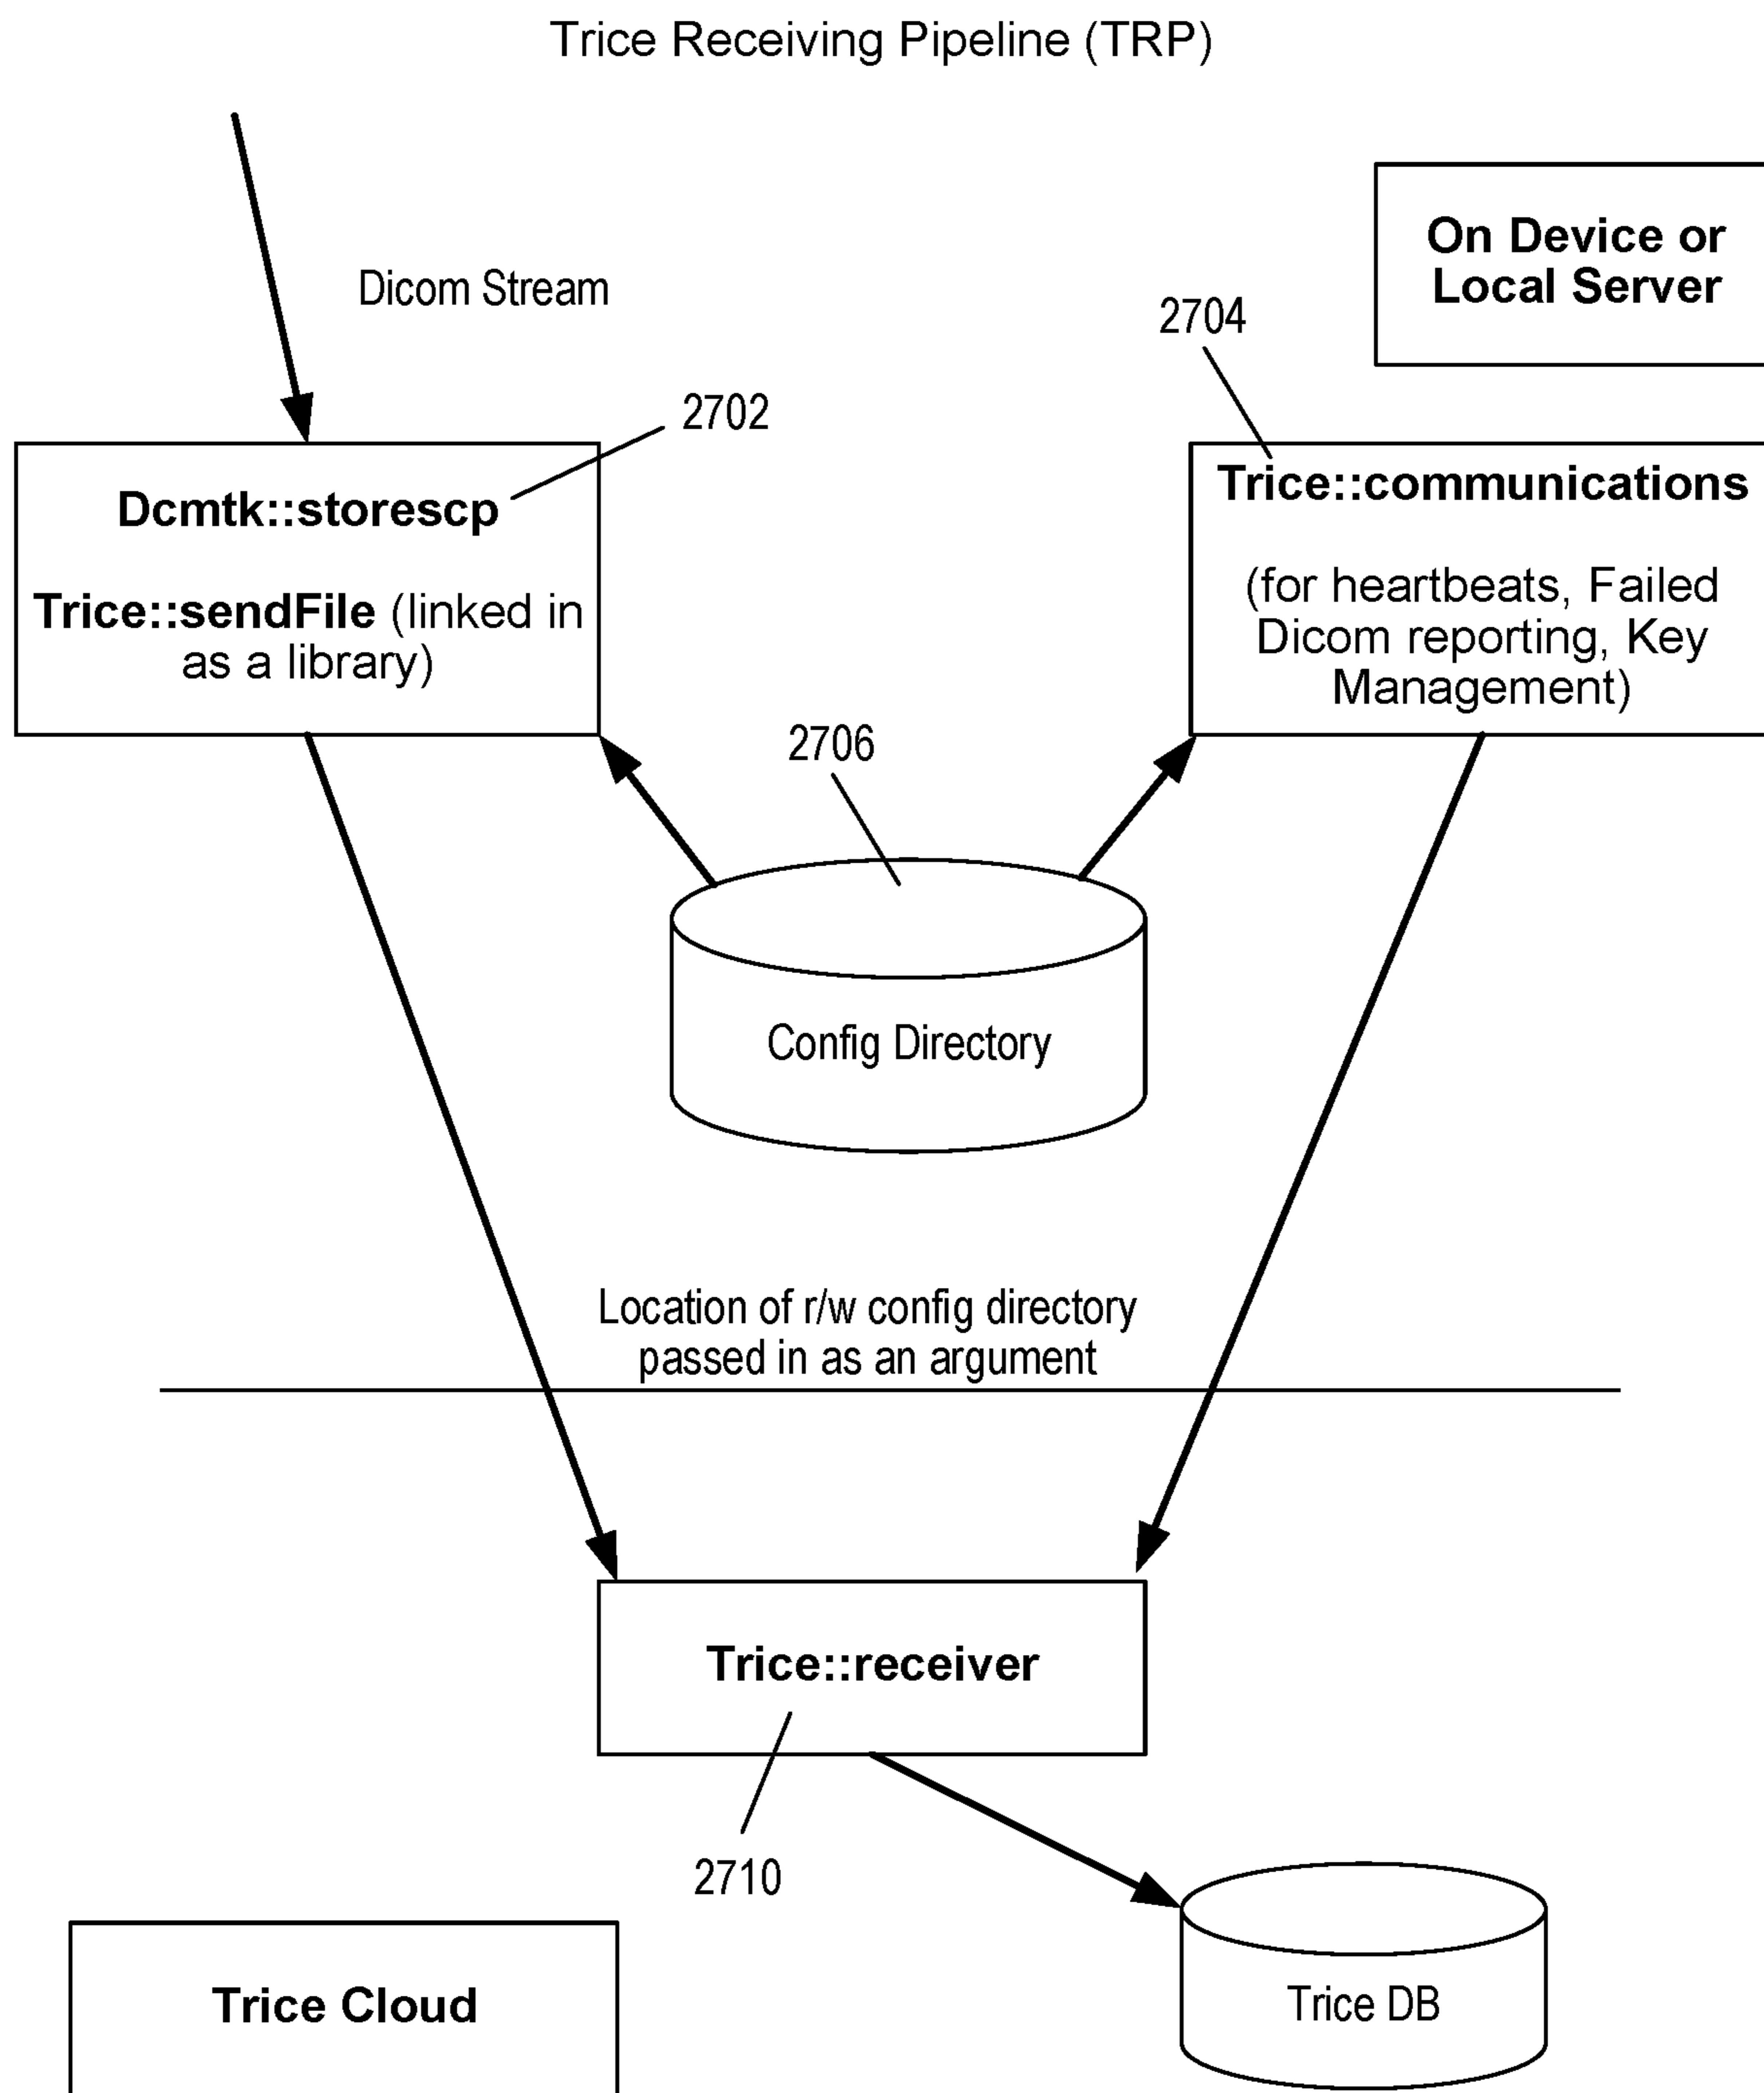 Trice Receiving Pipeline (TRP)
Dicom Stream
On Device or
Local Server
2704
2702
Dcmtk::storescp
Trice::sendFile (linked in
as a library)
Trice::communications
(for heartbeats, Failed
Dicom reporting, Key
Management)
2706
Config Directory
Location of r/w config directory
passed in as an argument
Trice::receiver
2710
Trice Cloud
Trice DB